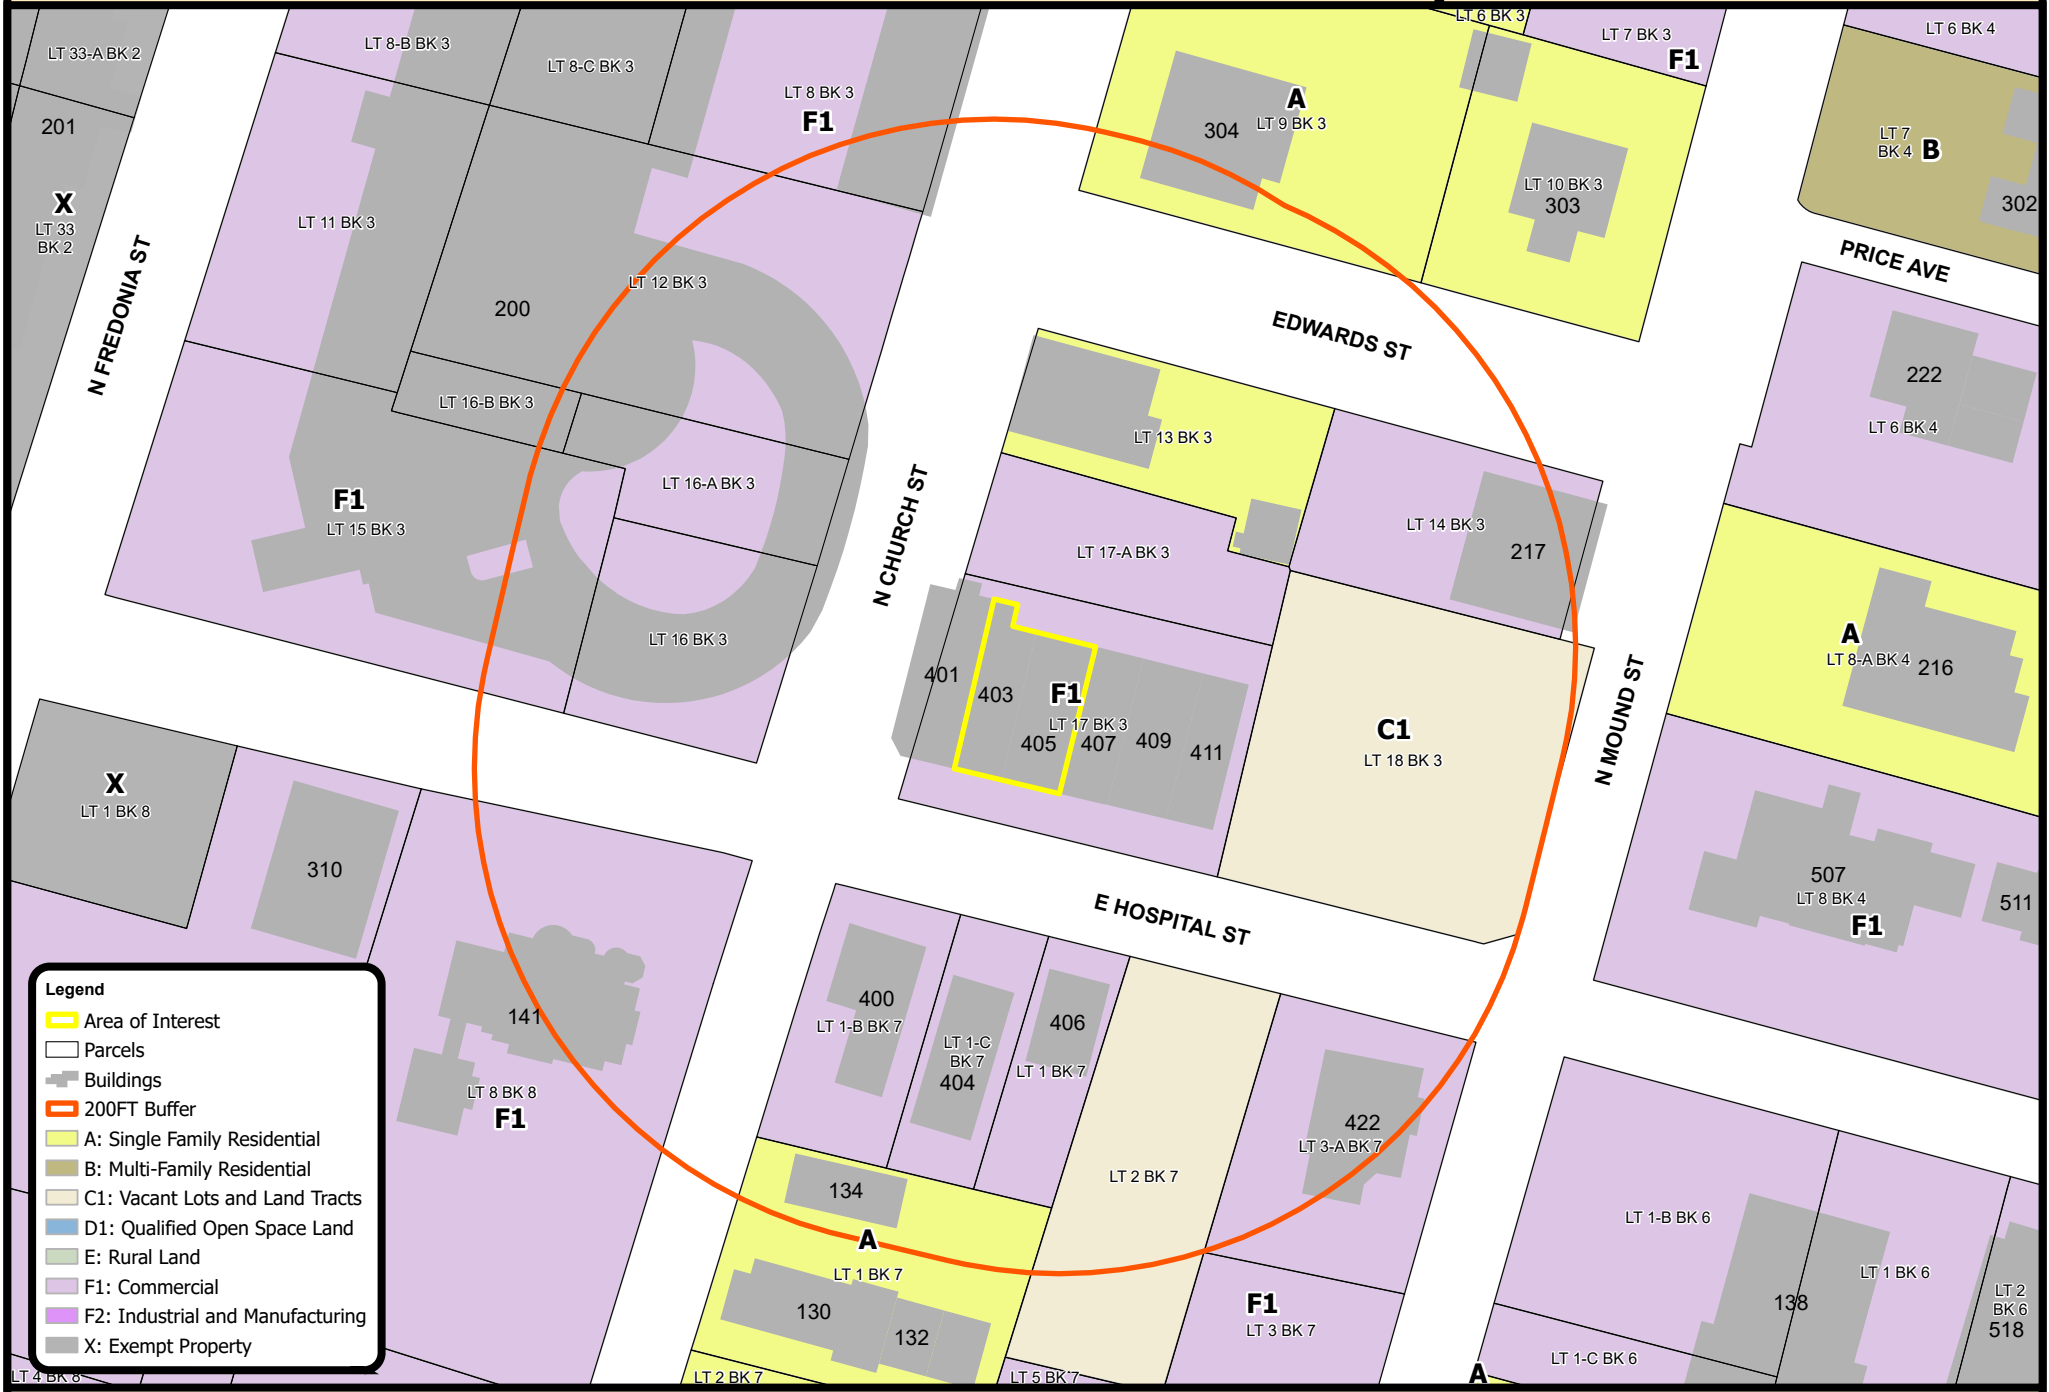 LT 33-A BK 2
201
X
LT 33
BK 2
N FREDONIA ST
LT 8-B BK 3
LT 8-C BK 3
LT 8 BK 3
F1
LT 11 BK 3
LT 12 BK 3
200
LT 16-B BK 3
LT 16-A BK 3
F1
LT 15 BK 3
LT 16 BK 3
N CHURCH ST
304
A
LT 9 BK 3
LT 6 BK 3
LT 7 BK 3
F1
LT 10 BK 3
303
LT 6 BK 4
LT 7
BK 4
B
302
PRICE AVE
EDWARDS ST
222
LT 6 BK 4
LT 13 BK 3
LT 17-A BK 3
LT 14 BK 3
217
401
403
F1
LT 17 BK 3
405
407
409
411
C1
LT 18 BK 3
N MOUND ST
A
LT 8-A BK 4
216
507
LT 8 BK 4
F1
511
E HOSPITAL ST
X
LT 1 BK 8
310
141
LT 8 BK 8
F1
400
LT 1-B BK 7
LT 1-C
BK 7
404
406
LT 1 BK 7
LT 2 BK 7
422
LT 3-A BK 7
134
A
LT 1 BK 7
130
132
LT 2 BK 7
LT 5 BK 7
F1
LT 3 BK 7
A
LT 1-B BK 6
138
LT 1 BK 6
LT 1-C BK 6
LT 2
BK 6
518
LT 4 BK 8
Legend
Area of Interest
Parcels
Buildings
200FT Buffer
A: Single Family Residential
B: Multi-Family Residential
C1: Vacant Lots and Land Tracts
D1: Qualified Open Space Land
E: Rural Land
F1: Commercial
F2: Industrial and Manufacturing
X: Exempt Property